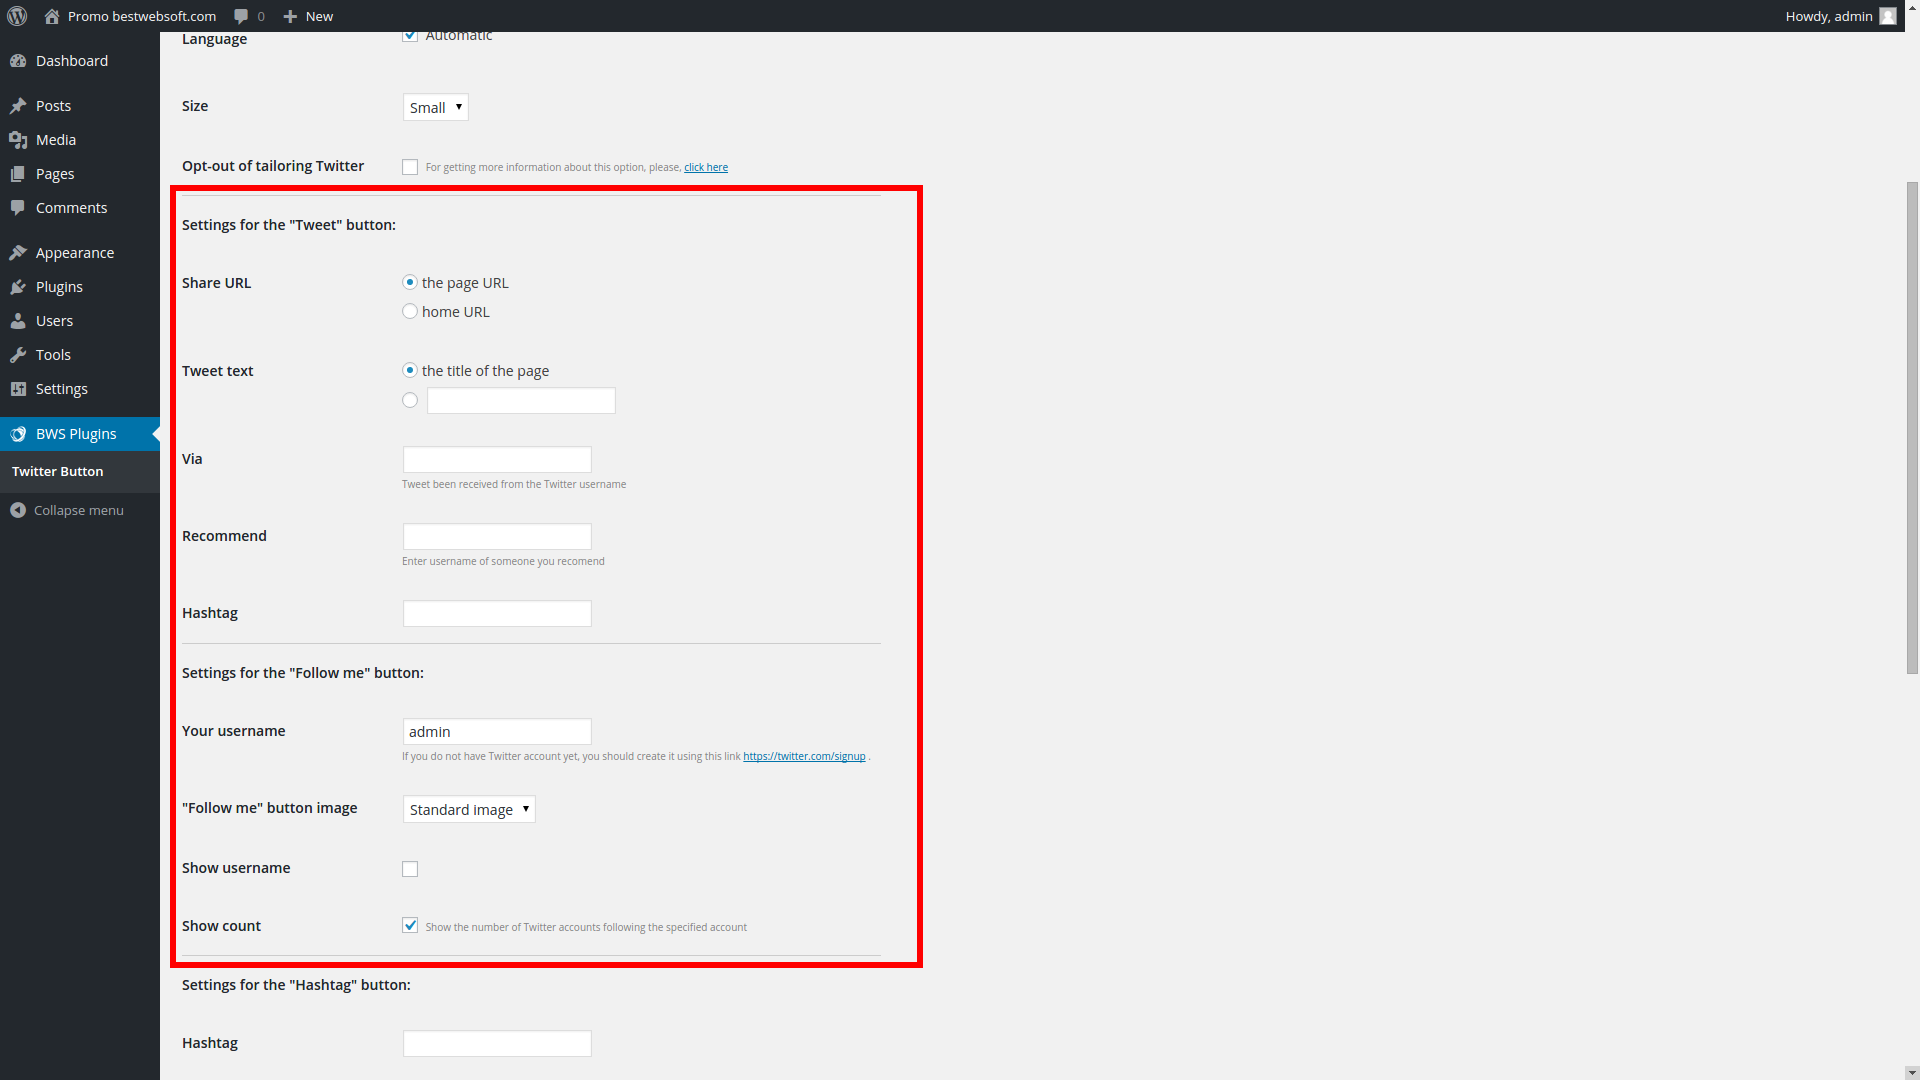 Promo bestwebsoft.com 0 New Howdy, admin
Dashboard
Posts
Media
Pages
Comments
Appearance
Plugins
Users
Tools
Settings
BWS Plugins
Twitter Button
Collapse menu
Language Automatic
Size Small
Opt-out of tailoring Twitter For getting more information about this option, please, click here
Settings for the "Tweet" button:
Share URL the page URL
home URL
Tweet text the title of the page
Via
Tweet been received from the Twitter username
Recommend
Enter username of someone you recomend
Hashtag
Settings for the "Follow me" button:
Your username admin
If you do not have Twitter account yet, you should create it using this link https://twitter.com/signup .
"Follow me" button image Standard image
Show username
Show count Show the number of Twitter accounts following the specified account
Settings for the "Hashtag" button:
Hashtag